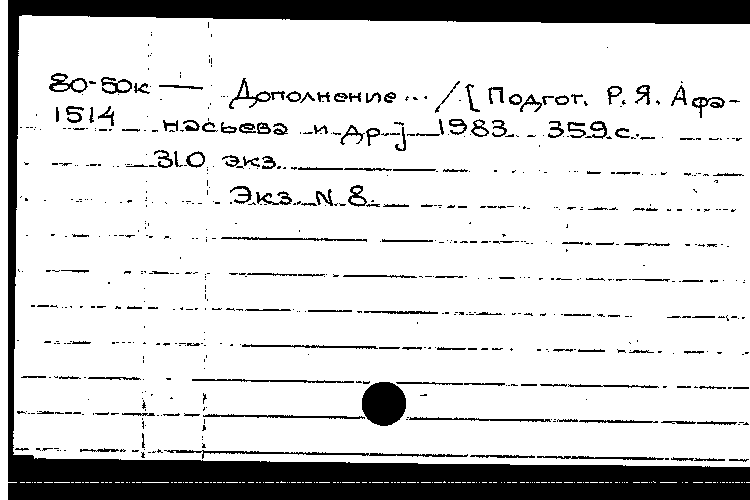 80-50к — Дополнение... / [Подгот. Р. Я. Афа-
1514 насьева и др] 1983 359 с.
310 экз.
Экз N 8.